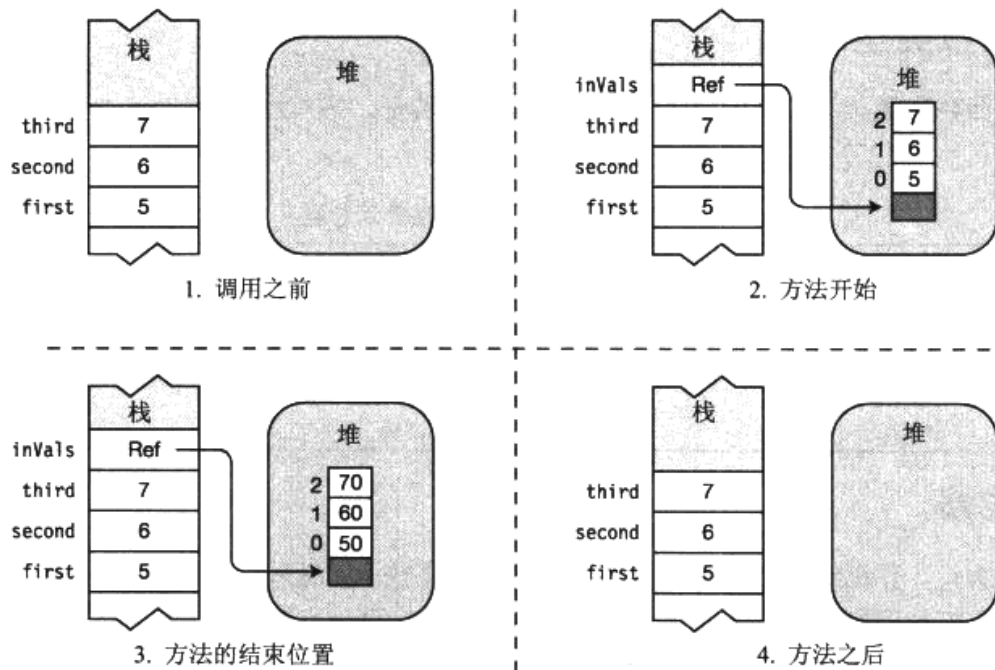 栈
堆
third 7
second 6
first 5
1. 调用之前
栈
堆
inVals Ref
third 7
second 6
first 5
2 7
1 6
0 5
2. 方法开始
栈
堆
inVals Ref
third 7
second 6
first 5
2 70
1 60
0 50
3. 方法的结束位置
栈
堆
third 7
second 6
first 5
4. 方法之后